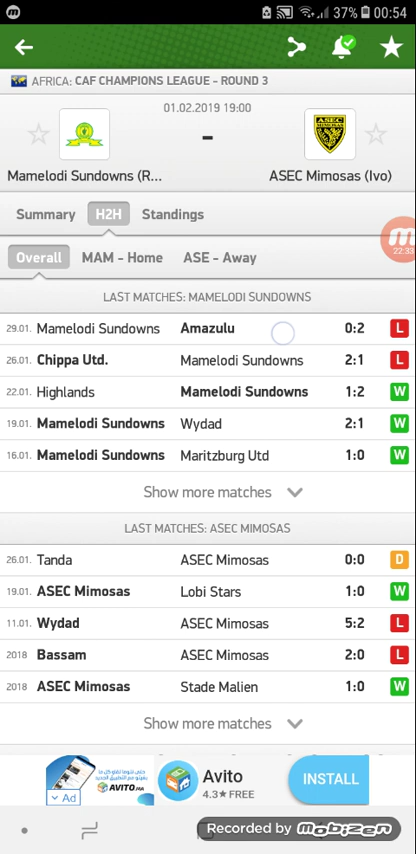 37% 00:54
AFRICA: CAF CHAMPIONS LEAGUE - ROUND 3
01.02.2019 19:00
-
ASEC MIMOSAS
Mamelodi Sundowns (R...
ASEC Mimosas (Ivo)
Summary H2H Standings
22:33
Overall MAM - Home ASE - Away
LAST MATCHES: MAMELODI SUNDOWNS
29.01. Mamelodi Sundowns Amazulu 0:2 L
26.01. Chippa Utd. Mamelodi Sundowns 2:1 L
22.01. Highlands Mamelodi Sundowns 1:2 W
19.01. Mamelodi Sundowns Wydad 2:1 W
16.01. Mamelodi Sundowns Maritzburg Utd 1:0 W
Show more matches
LAST MATCHES: ASEC MIMOSAS
26.01. Tanda ASEC Mimosas 0:0 D
19.01. ASEC Mimosas Lobi Stars 1:0 W
11.01. Wydad ASEC Mimosas 5:2 L
2018 Bassam ASEC Mimosas 2:0 L
2018 ASEC Mimosas Stade Malien 1:0 W
Show more matches
AVITO.ma
Ad
Avito
4.3★ FREE
INSTALL
Recorded by MOBIZEN